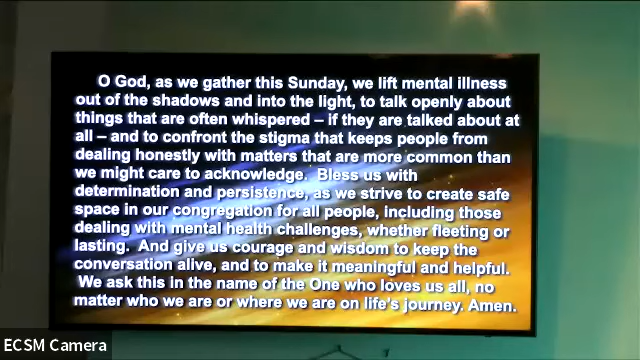 O God, as we gather this Sunday, we lift mental illness
out of the shadows and into the light, to talk openly about
things that are often whispered – if they are talked about at
all – and to confront the stigma that keeps people from
dealing honestly with matters that are more common than
we might care to acknowledge. Bless us with
determination and persistence, as we strive to create safe
space in our congregation for all people, including those
dealing with mental health challenges, whether fleeting or
lasting. And give us courage and wisdom to keep the
conversation alive, and to make it meaningful and helpful.
We ask this in the name of the One who loves us all, no
matter who we are or where we are on life's journey. Amen.
ECSM Camera